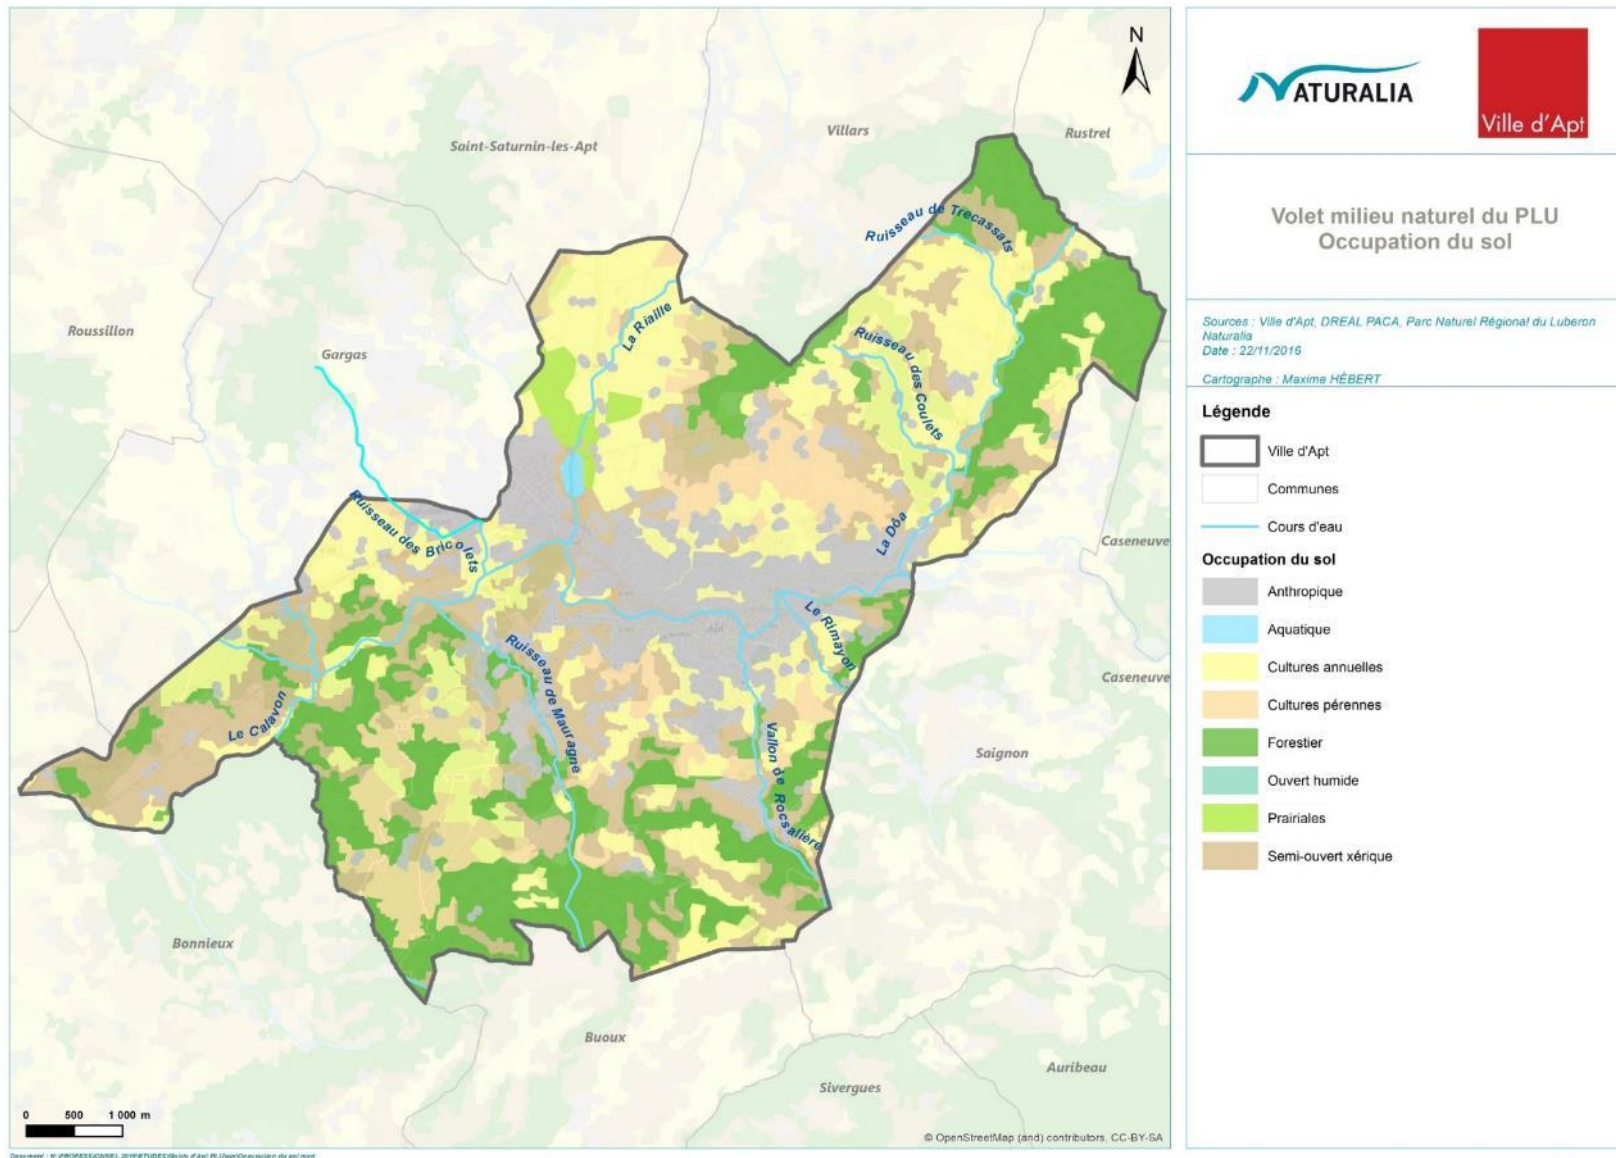 N
Villars
Rustrel
Saint-Saturnin-les-Apt
Ruisseau de Trecassats
Roussillon
La Riaille
Gargas
Ruisseau des Coulets
Ruisseau des Bricolets
La Dôa
Caseneuve
Apt
Le Rimayon
Ruisseau de Mauragne
Caseneuve
Le Calavon
Vallon de Rocsalière
Saignon
Bonnieux
Buoux
Auribeau
Sivergues
0 500 1 000 m
© OpenStreetMap (and) contributors, CC-BY-SA
NATURALIA
Ville d'Apt
Volet milieu naturel du PLU
Occupation du sol
Sources : Ville d'Apt, DREAL PACA, Parc Naturel Régional du Luberon
Naturalia
Date : 22/11/2016
Cartographe : Maxime HÉBERT
Légende
Ville d'Apt
Communes
Cours d'eau
Occupation du sol
Anthropique
Aquatique
Cultures annuelles
Cultures pérennes
Forestier
Ouvert humide
Prairiales
Semi-ouvert xérique